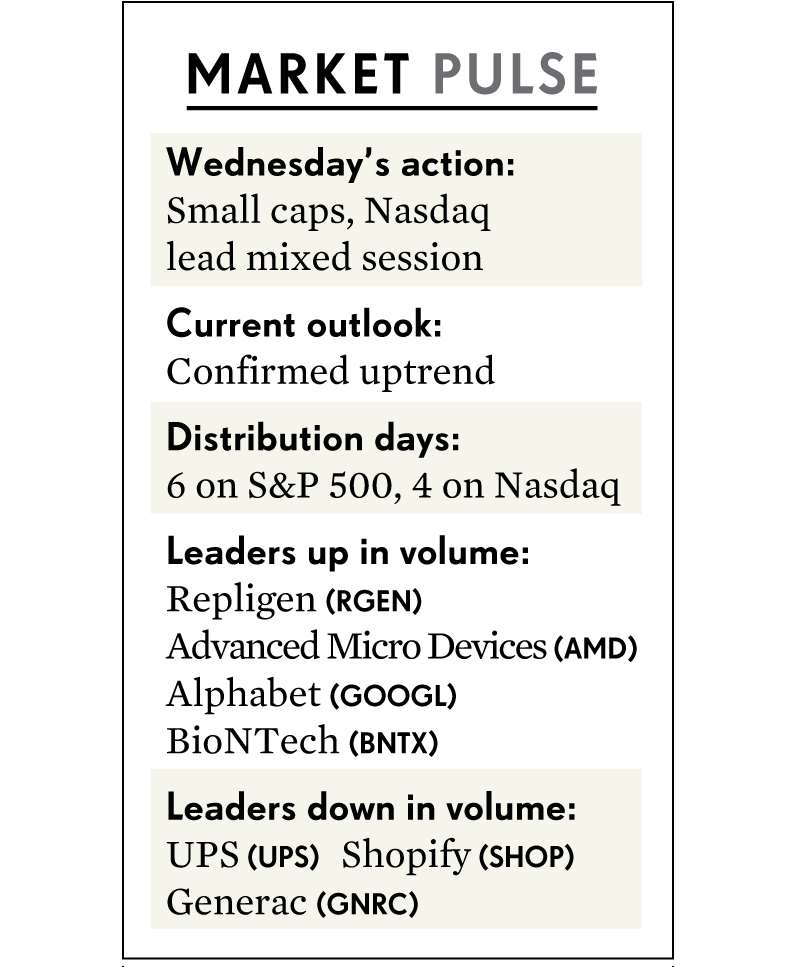 MARKET PULSE
Wednesday’s action:
Small caps, Nasdaq
lead mixed session
Current outlook:
Confirmed uptrend
Distribution days:
6 on S&P 500, 4 on Nasdaq
Leaders up in volume:
Repligen (RGEN)
Advanced Micro Devices (AMD)
Alphabet (GOOGL)
BioNTech (BNTX)
Leaders down in volume:
UPS (UPS) Shopify (SHOP)
Generac (GNRC)